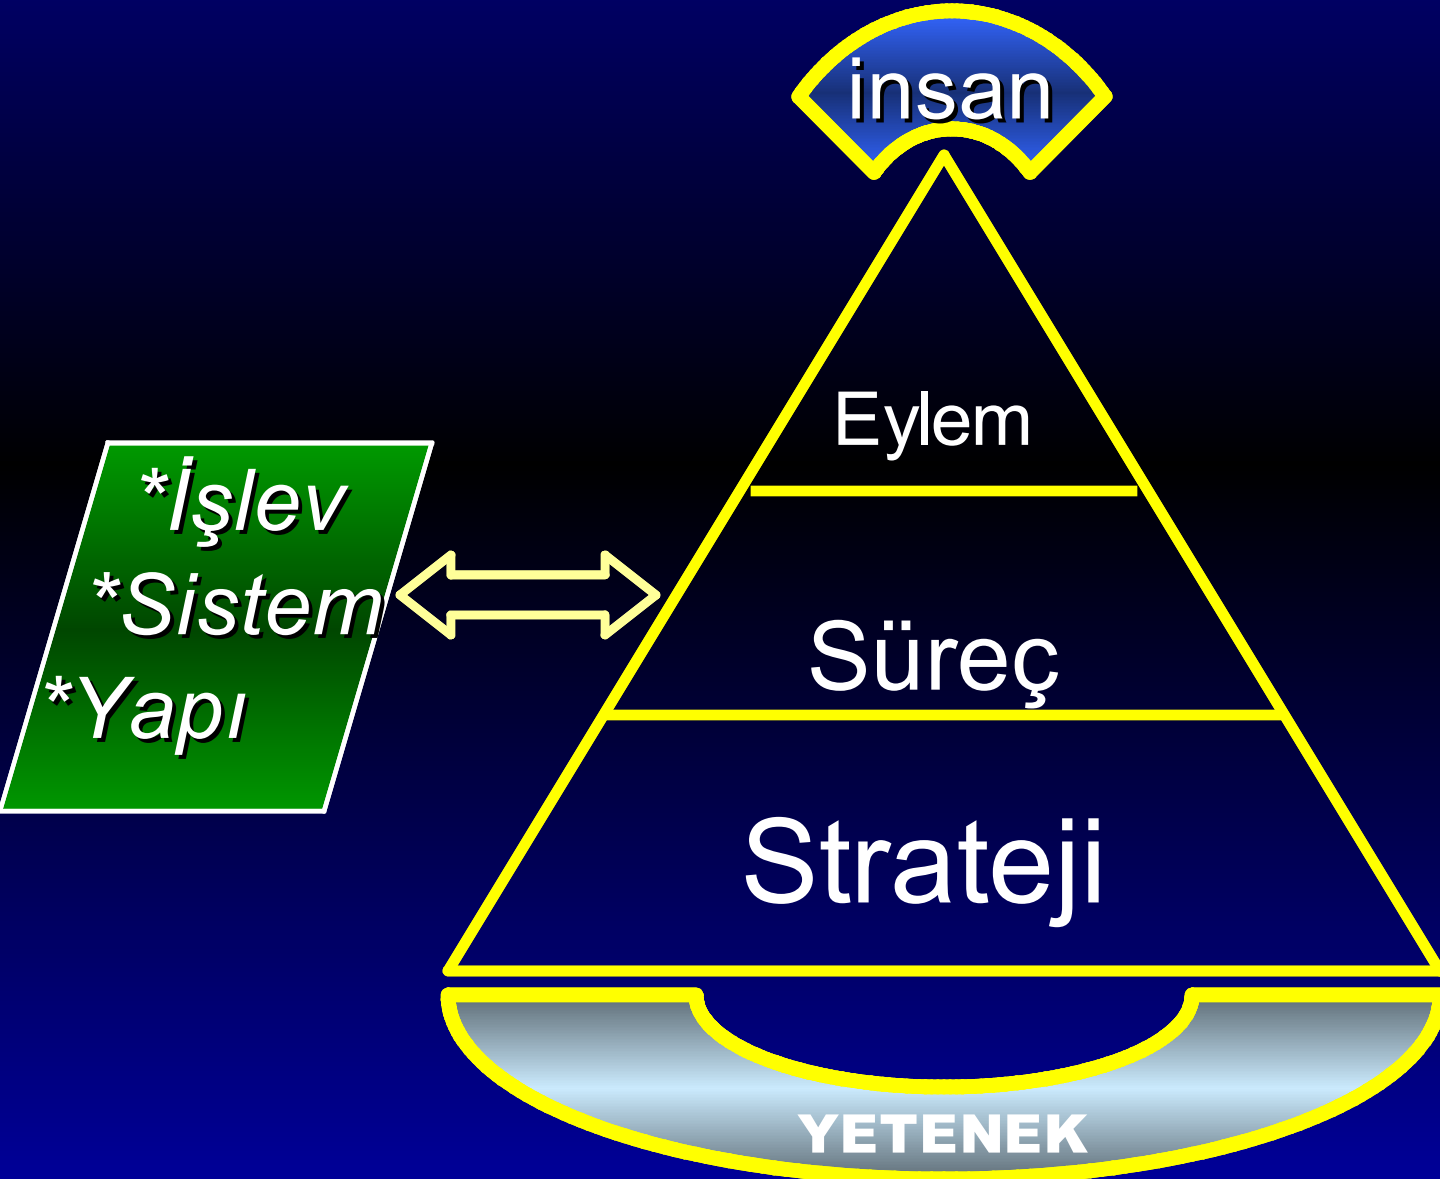 insan
Eylem
*İşlev
*Sistem
*Yapı
Süreç
Strateji
YETENEK